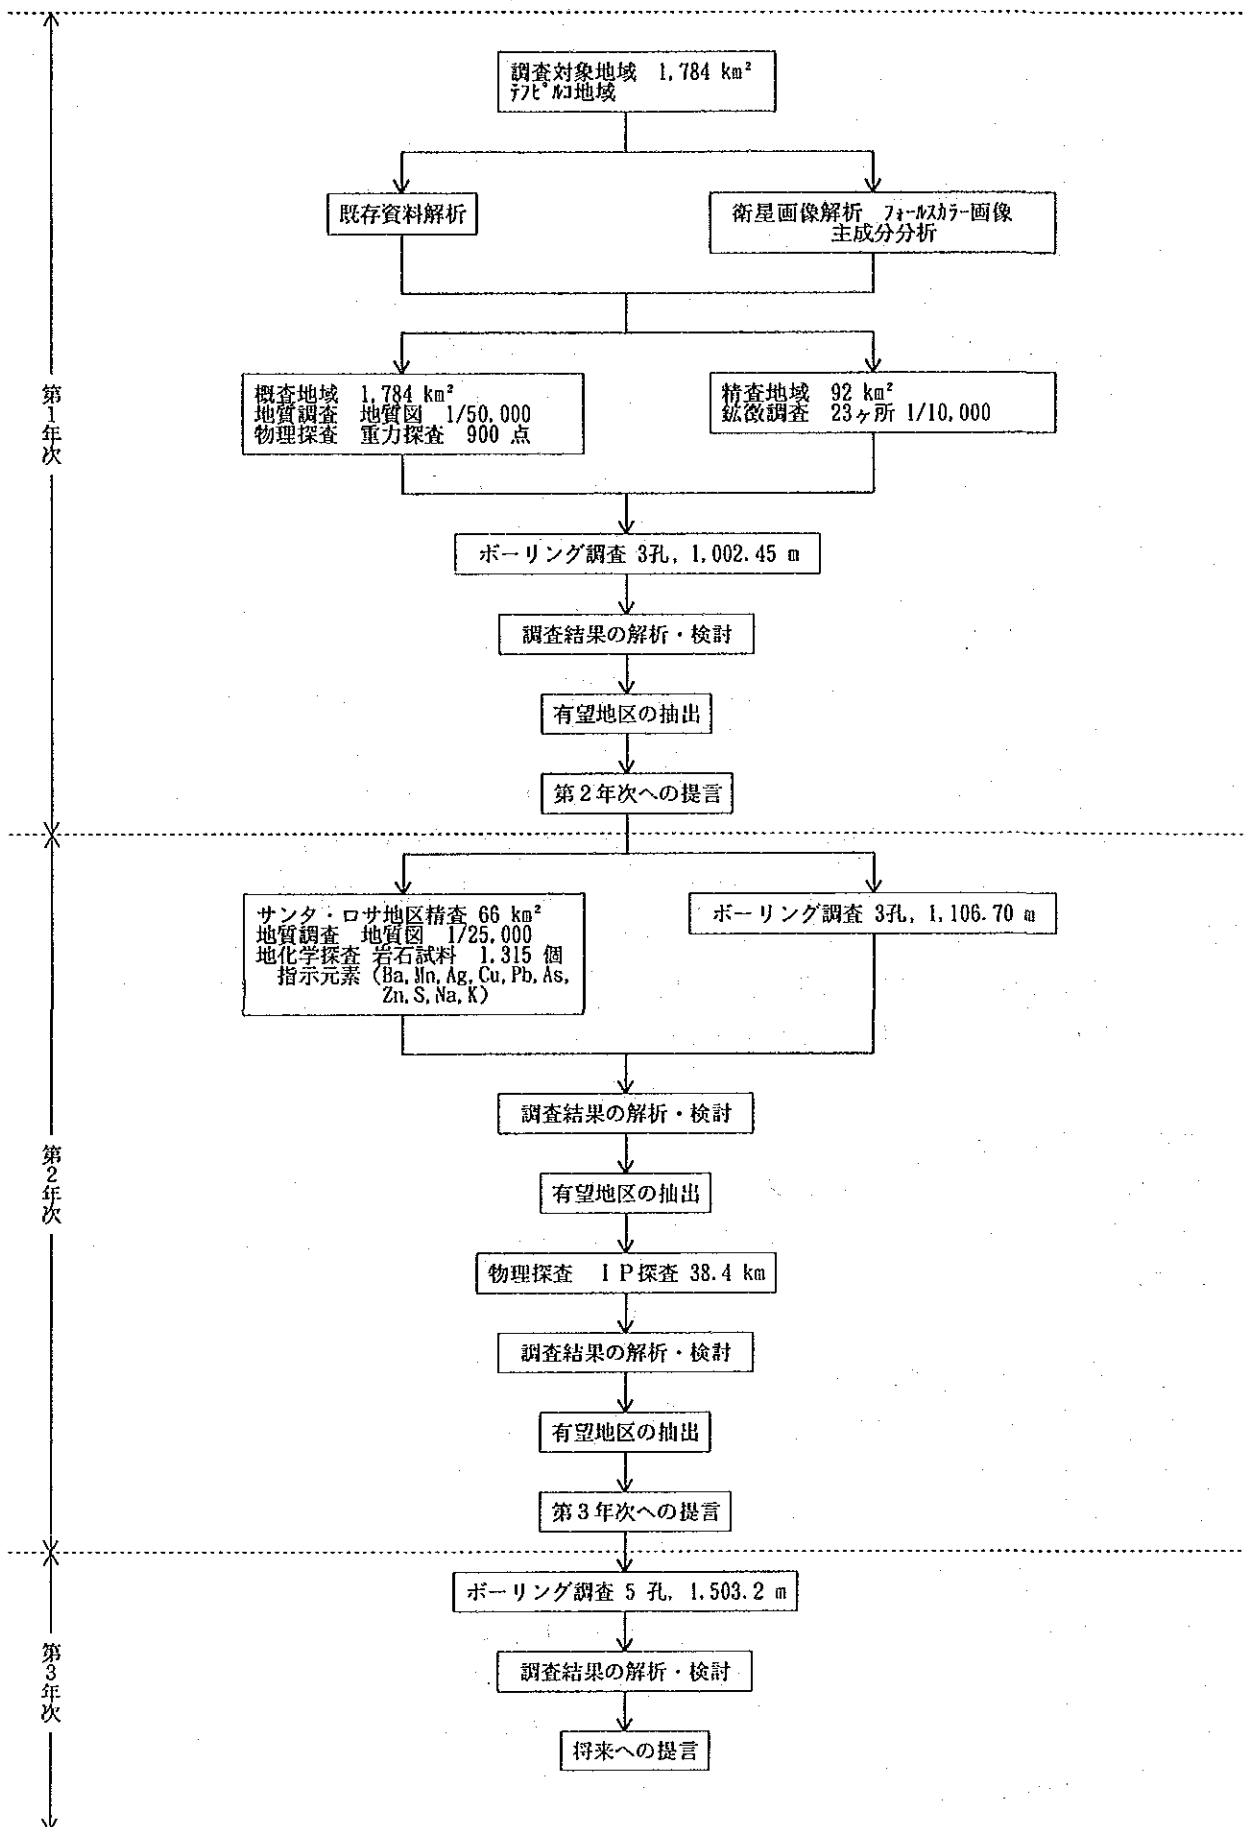 調査対象地域 1,784 km²
ﾃﾌﾋﾟﾙｺ地域
既存資料解析
衛星画像解析 ﾌｫｰﾙｽｶﾗｰ画像
主成分分析
第1年次
概査地域 1,784 km²
地質調査 地質図 1/50,000
物理探査 重力探査 900 点
精査地域 92 km²
鉱徴調査 23ヶ所 1/10,000
ボーリング調査 3孔, 1,002.45 m
調査結果の解析・検討
有望地区の抽出
第2年次への提言
サンタ・ロサ地区精査 66 km²
地質調査 地質図 1/25,000
地化学探査 岩石試料 1,315 個
指示元素 (Ba, Mn, Ag, Cu, Pb, As,
Zn, S, Na, K)
ボーリング調査 3孔, 1,106.70 m
調査結果の解析・検討
第2年次
有望地区の抽出
物理探査 IP探査 38.4 km
調査結果の解析・検討
有望地区の抽出
第3年次への提言
ボーリング調査 5 孔, 1,503.2 m
第3年次
調査結果の解析・検討
将来への提言